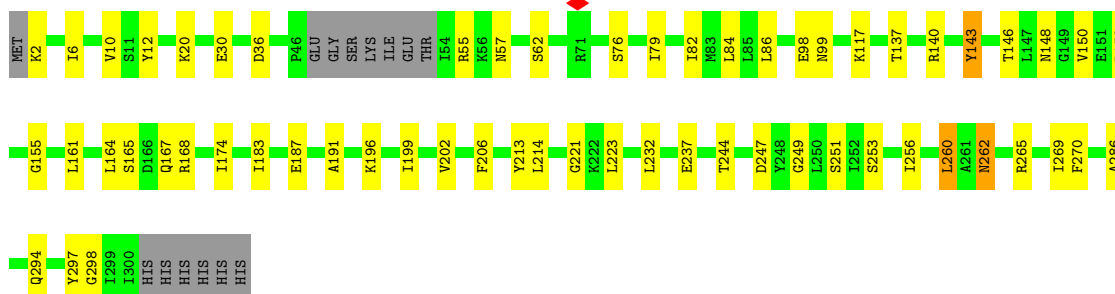 MET K2 I6 V10 S11 Y12 K20 E30 D36 P46 GLU GLY SER LYS ILE GLU THR I54 R55 K56 N57 S62 R71 S76 I79 I82 M83 L84 L85 L86 E98 N99 K117 T137 R140 Y143 T146 L147 N148 G149 V150 E151
G155 L161 L164 S165 D166 Q167 R168 I174 I183 E187 A191 K196 I199 V202 F206 Y213 L214 G221 K222 L223 L232 E237 T244 D247 Y248 G249 L250 S251 I252 S253 I256 L260 A261 N262 R265 I269 F270
Q294 Y297 G298 I299 I300 HIS HIS HIS HIS HIS HIS